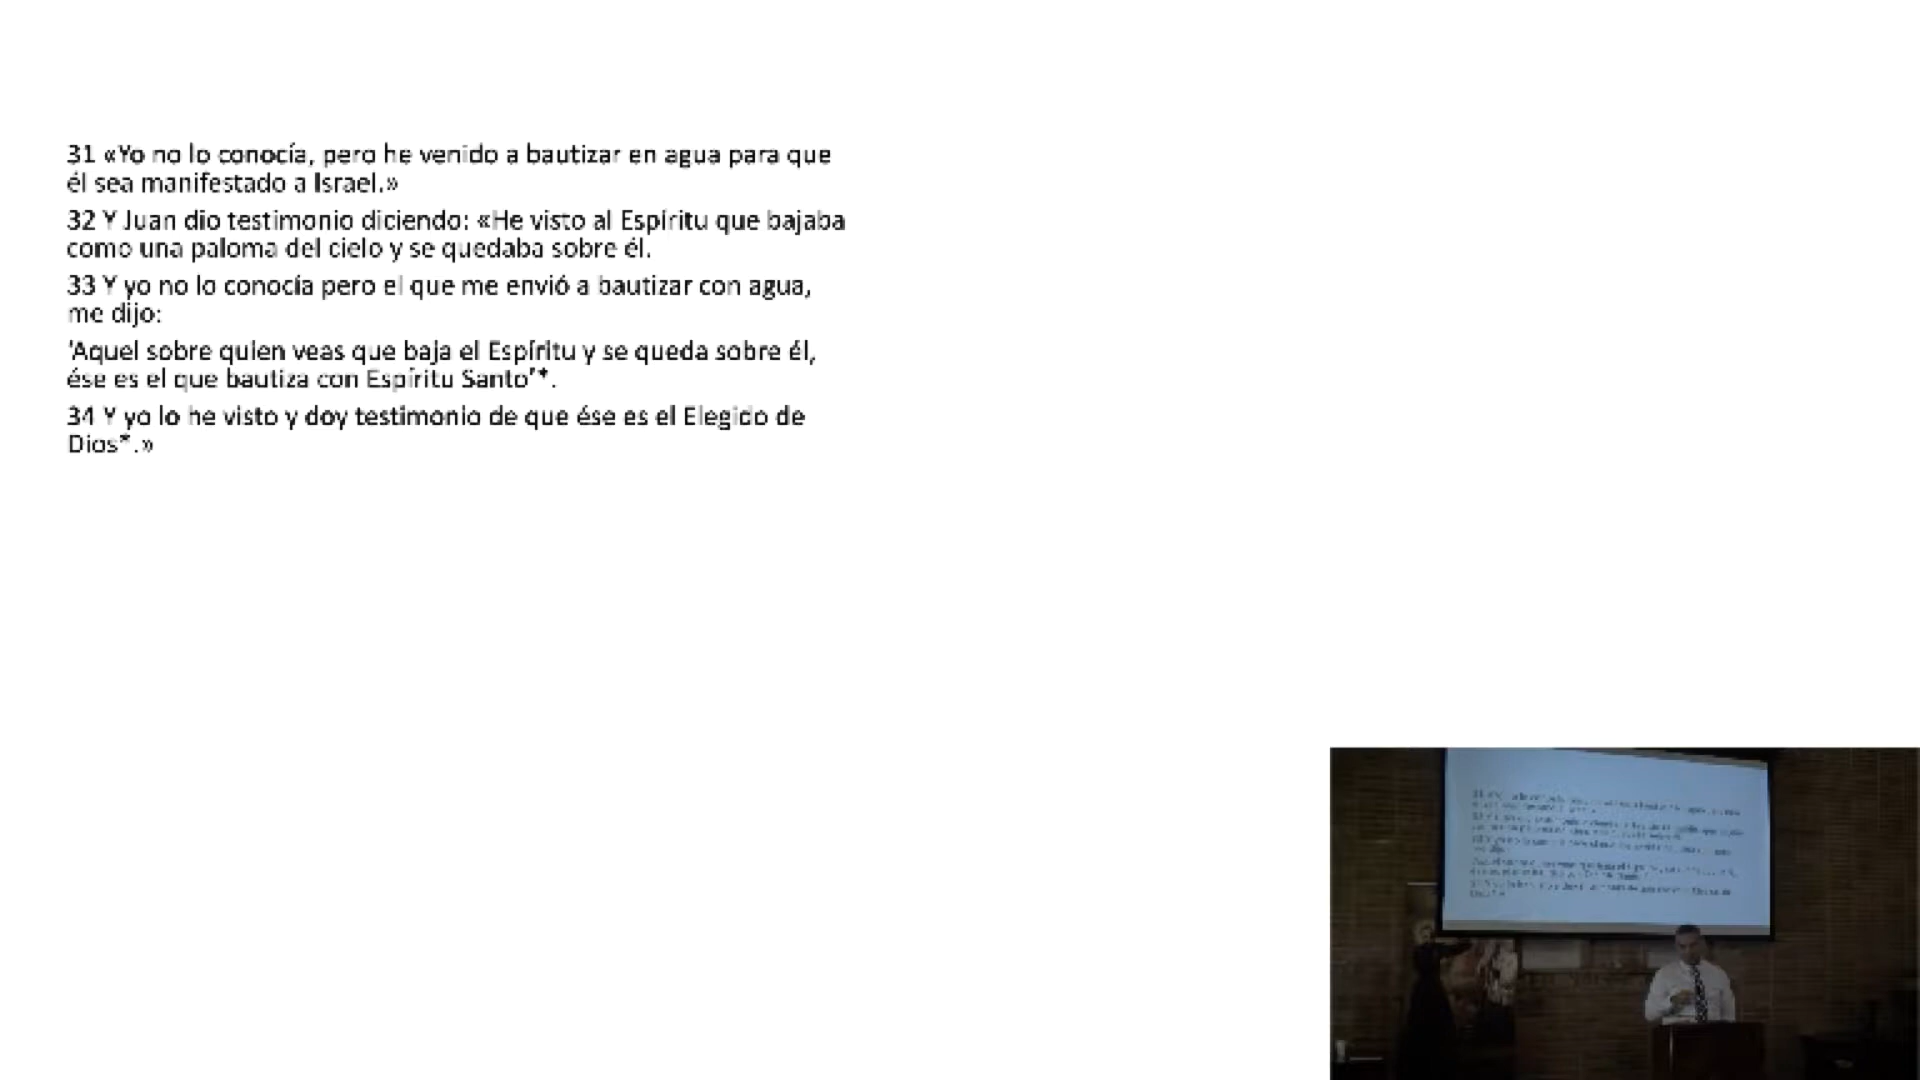 31 «Yo no lo conocía, pero he venido a bautizar en agua para que
él sea manifestado a Israel.»
32 Y Juan dio testimonio diciendo: «He visto al Espíritu que bajaba
como una paloma del cielo y se quedaba sobre él.
33 Y yo no lo conocía pero el que me envió a bautizar con agua,
me dijo:
'Aquel sobre quien veas que baja el Espíritu y se queda sobre él,
ése es el que bautiza con Espíritu Santo'*.
34 Y yo lo he visto y doy testimonio de que ése es el Elegido de
Dios*.»